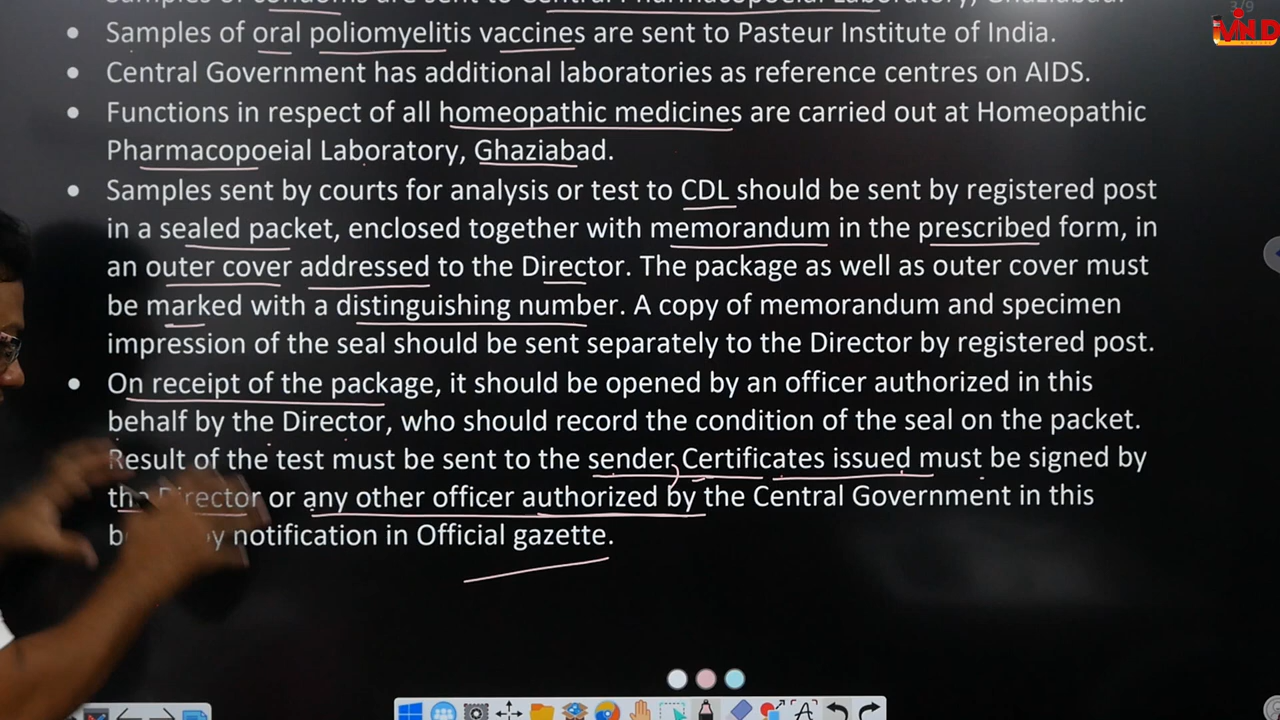 Samples of condoms are sent to Central Pharmacopoeial Laboratory, Ghaziabad.
3/9
• Samples of oral poliomyelitis vaccines are sent to Pasteur Institute of India.
• Central Government has additional laboratories as reference centres on AIDS.
• Functions in respect of all homeopathic medicines are carried out at Homeopathic
Pharmacopoeial Laboratory, Ghaziabad.
• Samples sent by courts for analysis or test to CDL should be sent by registered post
in a sealed packet, enclosed together with memorandum in the prescribed form, in
an outer cover addressed to the Director. The package as well as outer cover must
be marked with a distinguishing number. A copy of memorandum and specimen
impression of the seal should be sent separately to the Director by registered post.
• On receipt of the package, it should be opened by an officer authorized in this
behalf by the Director, who should record the condition of the seal on the packet.
Result of the test must be sent to the sender, Certificates issued must be signed by
the Director or any other officer authorized by the Central Government in this
by notification in Official gazette.